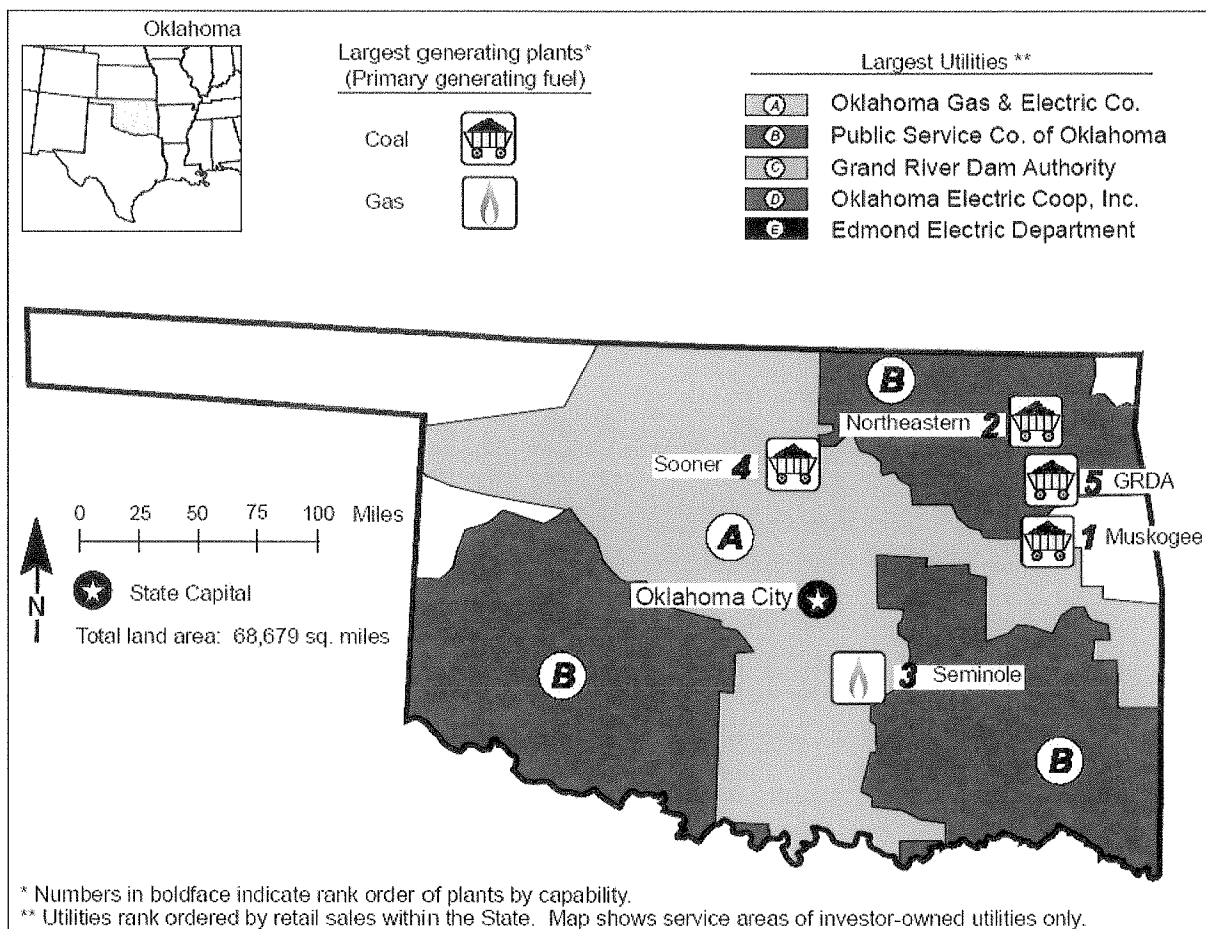 Oklahoma
Largest generating plants*
(Primary generating fuel)
Coal
Gas
Largest Utilities **
A Oklahoma Gas & Electric Co.
B Public Service Co. of Oklahoma
C Grand River Dam Authority
D Oklahoma Electric Coop, Inc.
E Edmond Electric Department
B
Northeastern 2
Sooner 4
5 GRDA
0 25 50 75 100 Miles
A
1 Muskogee
N
State Capital
Oklahoma City
Total land area: 68,679 sq. miles
B
3 Seminole
B
* Numbers in boldface indicate rank order of plants by capability.
** Utilities rank ordered by retail sales within the State. Map shows service areas of investor-owned utilities only.